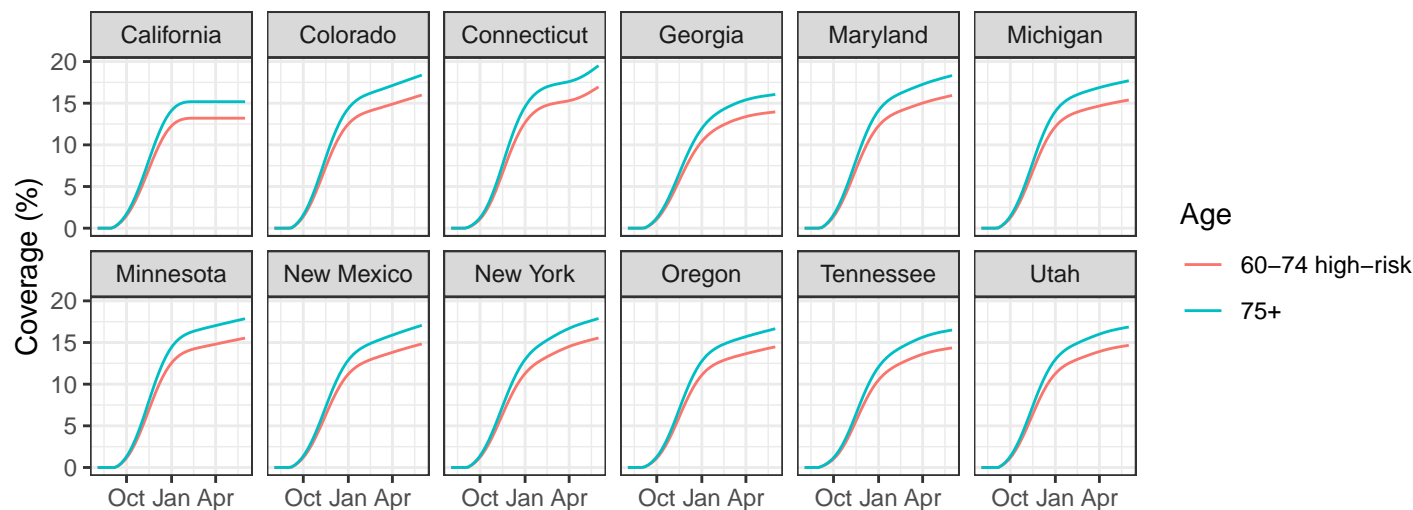 California Colorado Connecticut Georgia Maryland Michigan
20
15
10
5
0
Minnesota New Mexico New York Oregon Tennessee Utah
20
15
10
5
0
Oct Jan Apr Oct Jan Apr Oct Jan Apr Oct Jan Apr Oct Jan Apr Oct Jan Apr
Coverage (%)
Age
60−74 high−risk
75+